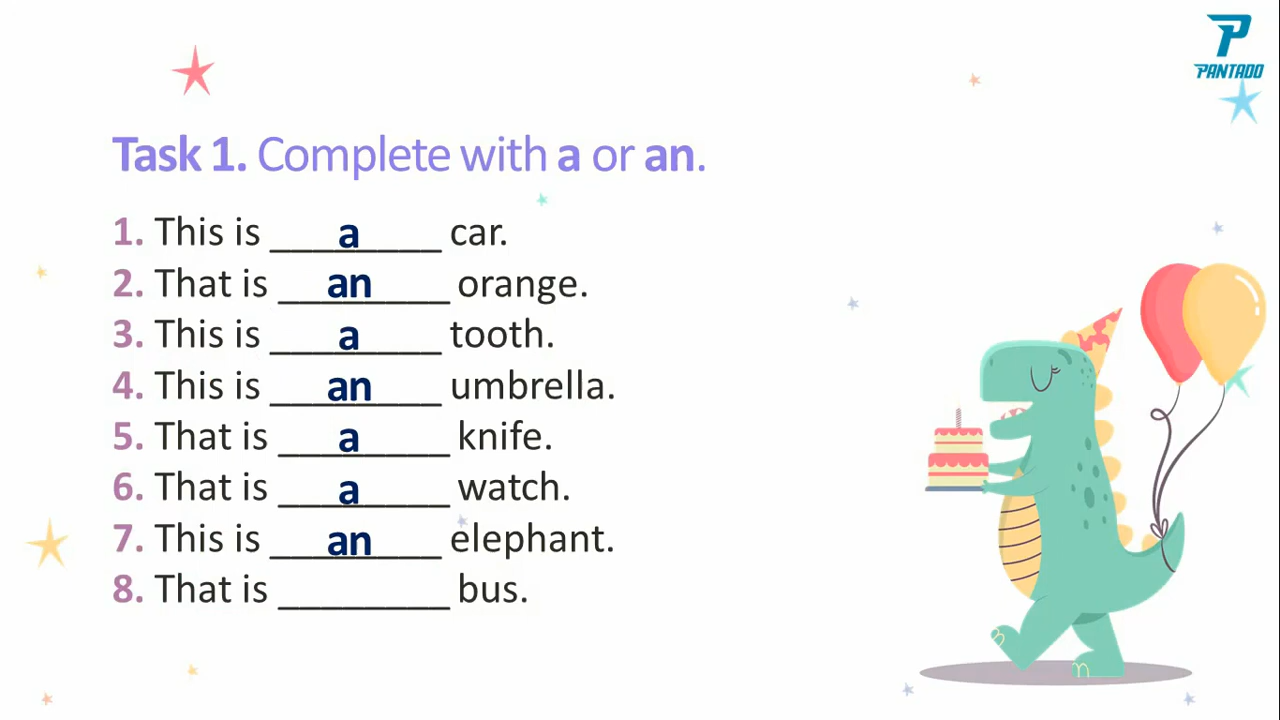 PANTADO
Task 1. Complete with a or an.
1. This is ___a___ car.
2. That is ___an___ orange.
3. This is ___a___ tooth.
4. This is ___an___ umbrella.
5. That is ___a___ knife.
6. That is ___a___ watch.
7. This is ___an___ elephant.
8. That is ________ bus.